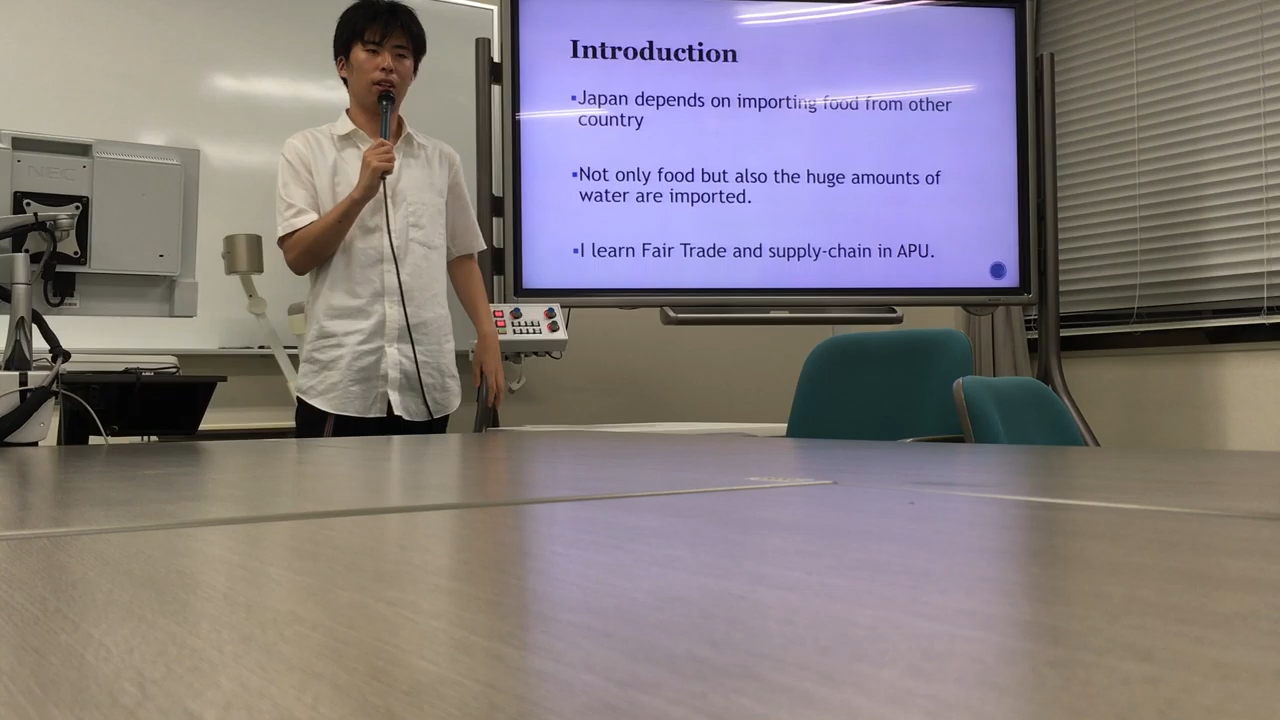 Introduction
▪Japan depends on importing food from other
country
▪Not only food but also the huge amounts of
water are imported.
▪I learn Fair Trade and supply-chain in APU.
NEC